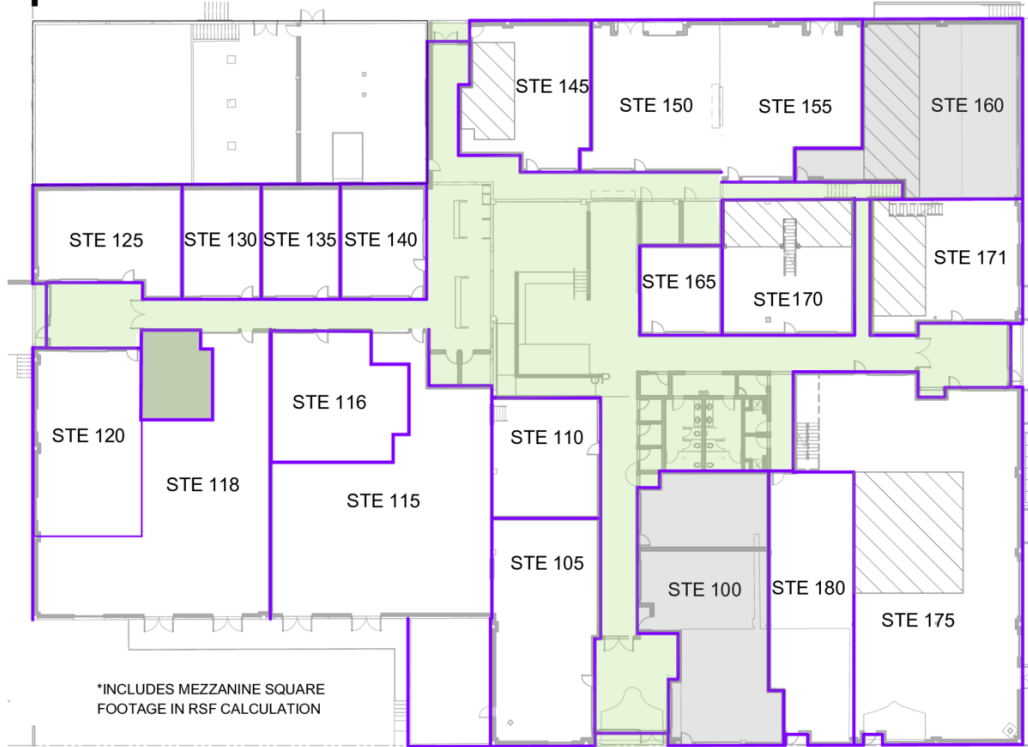 STE 145
STE 150
STE 155
STE 160
STE 125
STE 130
STE 135
STE 140
STE 165
STE170
STE 171
STE 116
STE 120
STE 110
STE 118
STE 115
STE 105
STE 100
STE 180
STE 175
UP
*INCLUDES MEZZANINE SQUARE
FOOTAGE IN RSF CALCULATION